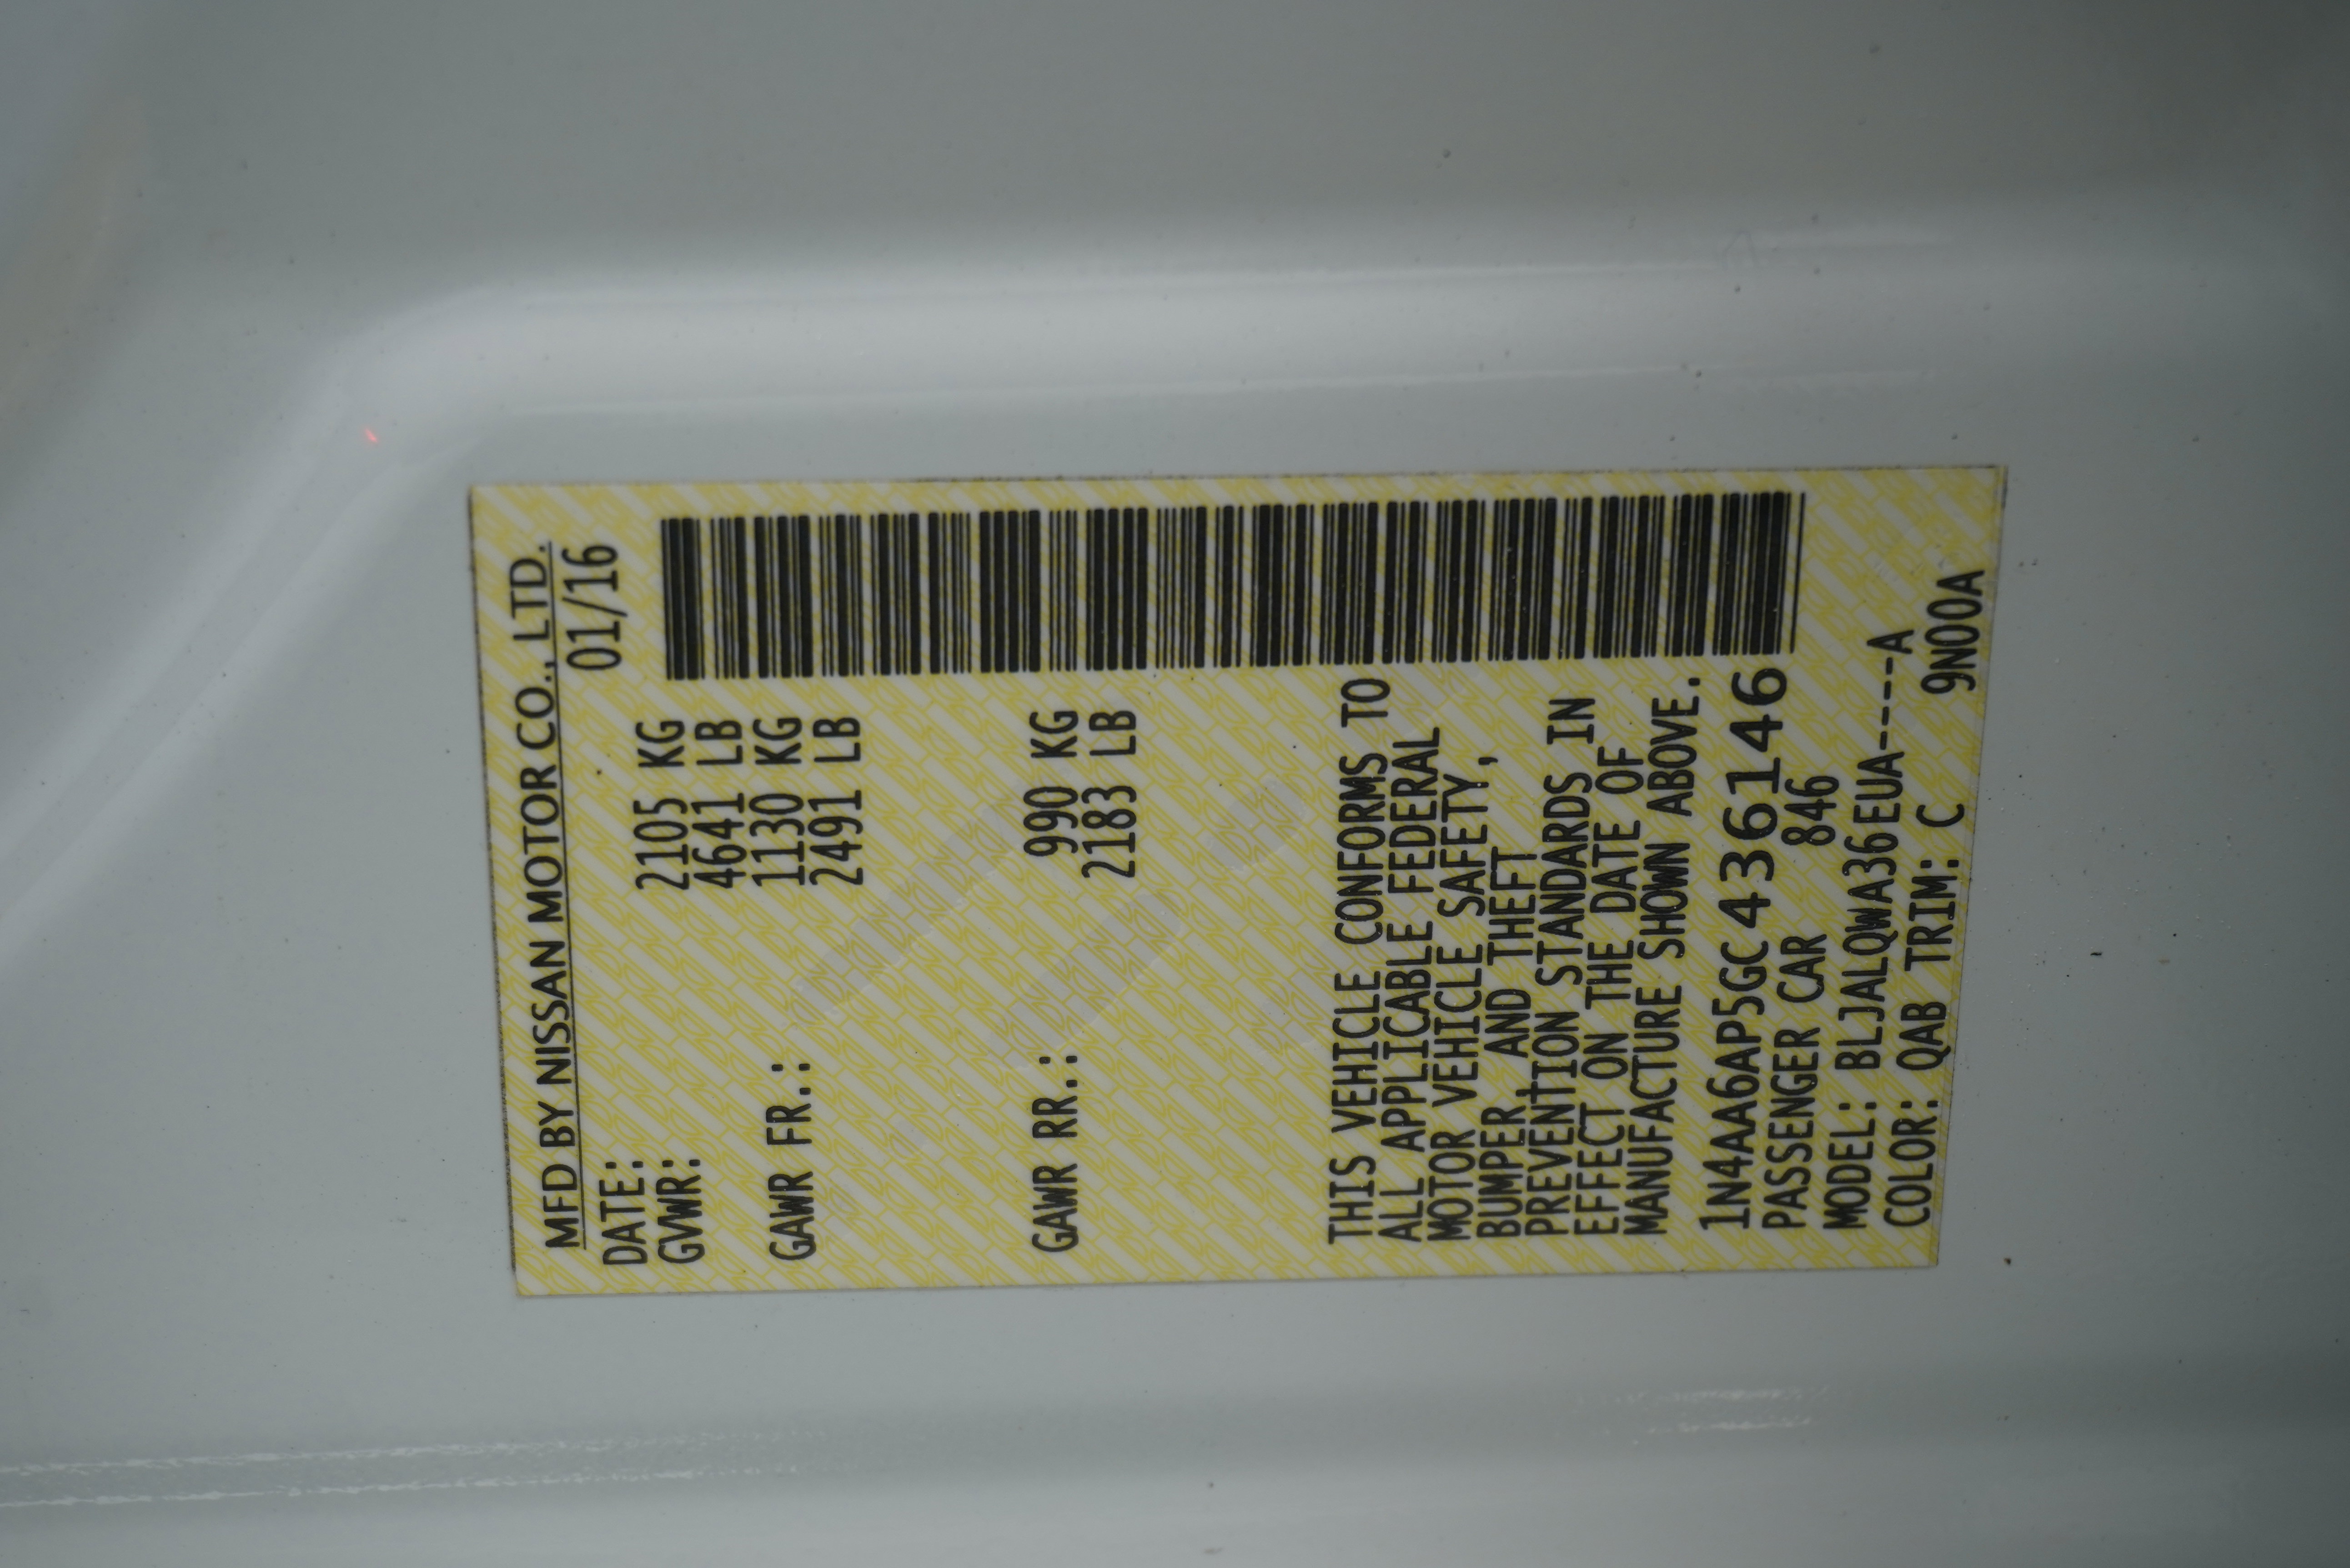 MFD BY NISSAN MOTOR CO., LTD.
DATE: 01/16
GVWR: 2105 KG
4641 LB
GAWR FR.: 1130 KG
2491 LB
GAWR RR.: 990 KG
2183 LB
THIS VEHICLE CONFORMS TO
ALL APPLICABLE FEDERAL
MOTOR VEHICLE SAFETY,
BUMPER, AND THEFT
PREVENTION STANDARDS IN
EFFECT ON THE DATE OF
MANUFACTURE SHOWN ABOVE.
1N4AA6AP5GC436146
PASSENGER CAR 846
MODEL: BLJALQWA36EUA----A
COLOR: QAB TRIM: C 9N00A